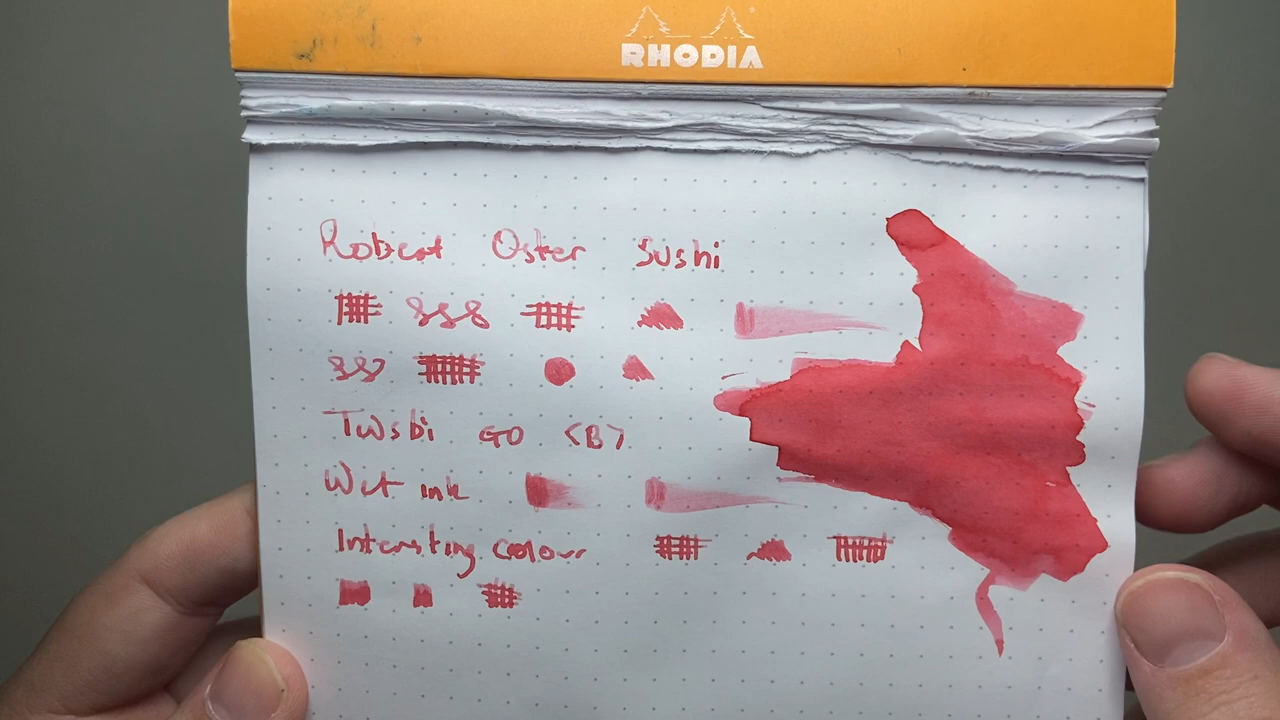 RHODIA
Robert Oster Sushi
Twsbi GO <B>
Wet ink
Interesting colour